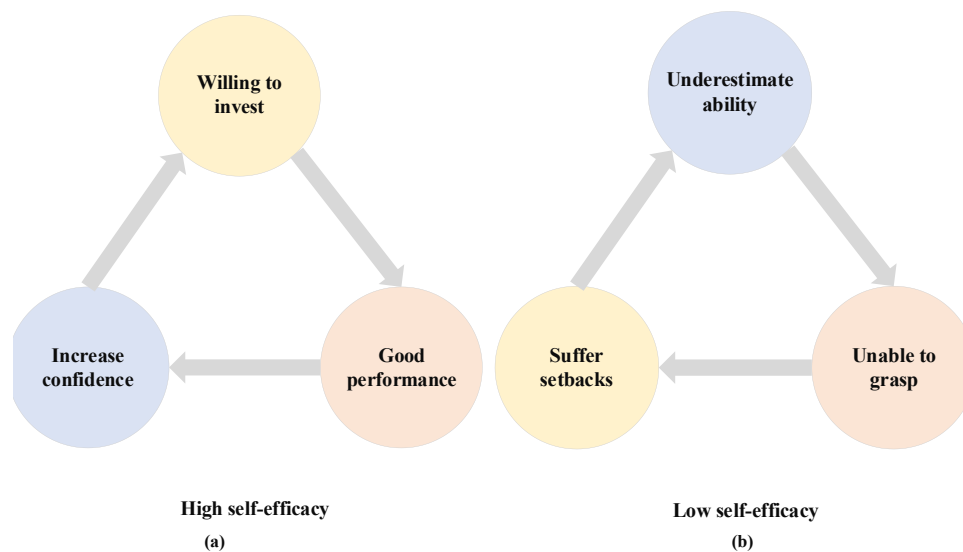 Willing to
invest
Increase
confidence
Good
performance
High self-efficacy
(a)
Underestimate
ability
Suffer
setbacks
Unable to
grasp
Low self-efficacy
(b)